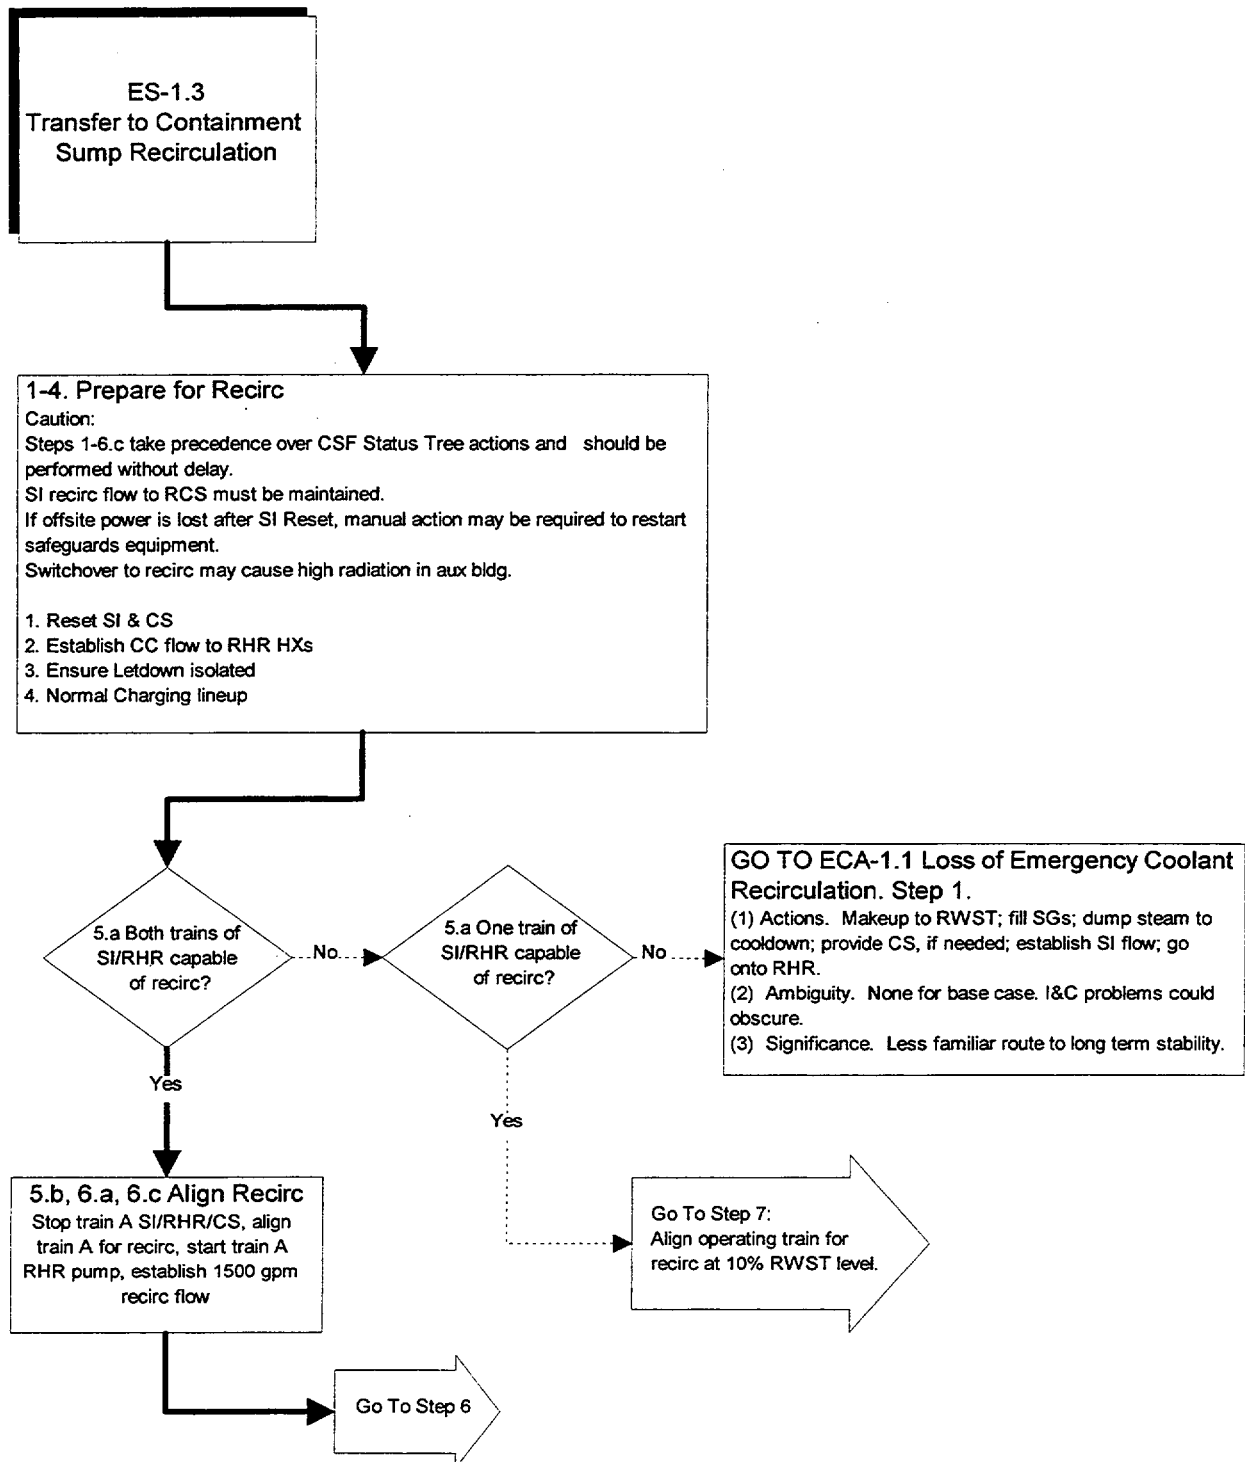 ES-1.3
Transfer to Containment
Sump Recirculation
1-4. Prepare for Recirc
Caution:
Steps 1-6.c take precedence over CSF Status Tree actions and should be
performed without delay.
SI recirc flow to RCS must be maintained.
If offsite power is lost after SI Reset, manual action may be required to restart
safeguards equipment.
Switchover to recirc may cause high radiation in aux bldg.
1. Reset SI & CS
2. Establish CC flow to RHR HXs
3. Ensure Letdown isolated
4. Normal Charging lineup
5.a Both trains of
SI/RHR capable
of recirc?
No
5.a One train of
SI/RHR capable
of recirc?
No
GO TO ECA-1.1 Loss of Emergency Coolant
Recirculation. Step 1.
(1) Actions. Makeup to RWST; fill SGs; dump steam to
cooldown; provide CS, if needed; establish SI flow; go
onto RHR.
(2) Ambiguity. None for base case. I&C problems could
obscure.
(3) Significance. Less familiar route to long term stability.
Yes
Yes
5.b, 6.a, 6.c Align Recirc
Stop train A SI/RHR/CS, align
train A for recirc, start train A
RHR pump, establish 1500 gpm
recirc flow
Go To Step 7:
Align operating train for
recirc at 10% RWST level.
Go To Step 6